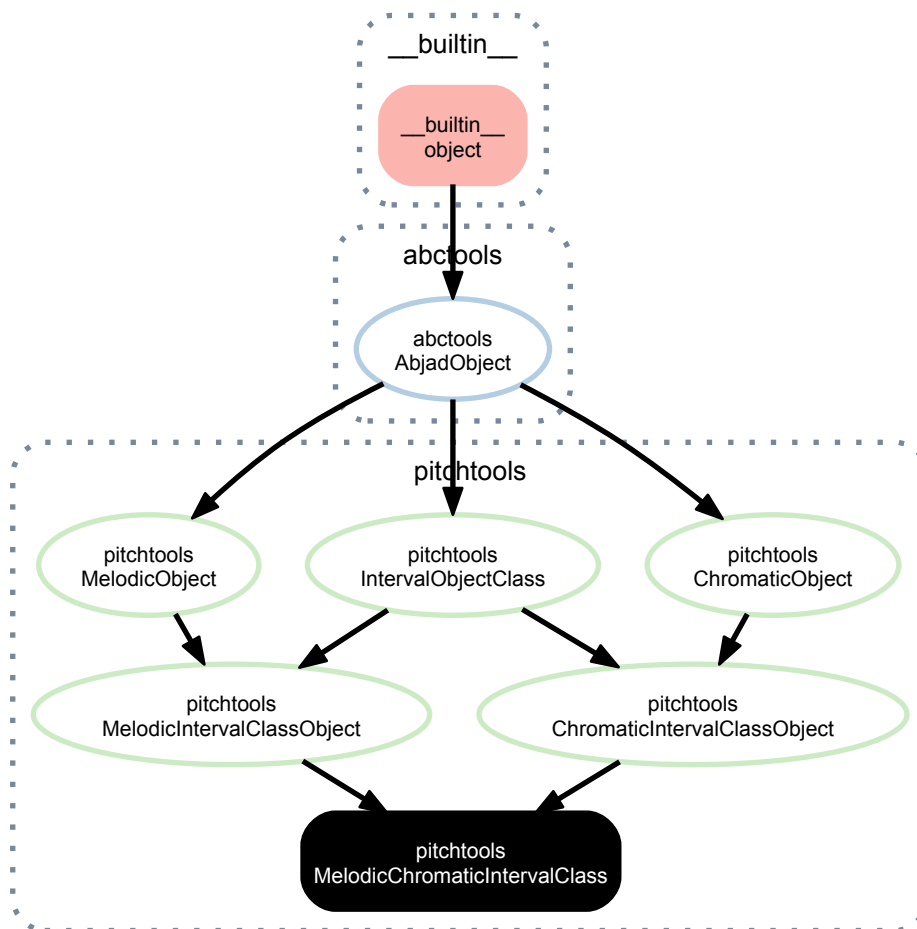 __builtin__
__builtin__
object
abctools
abctools
AbjadObject
pitchtools
pitchtools
MelodicObject
pitchtools
IntervalObjectClass
pitchtools
ChromaticObject
pitchtools
MelodicIntervalClassObject
pitchtools
ChromaticIntervalClassObject
pitchtools
MelodicChromaticIntervalClass